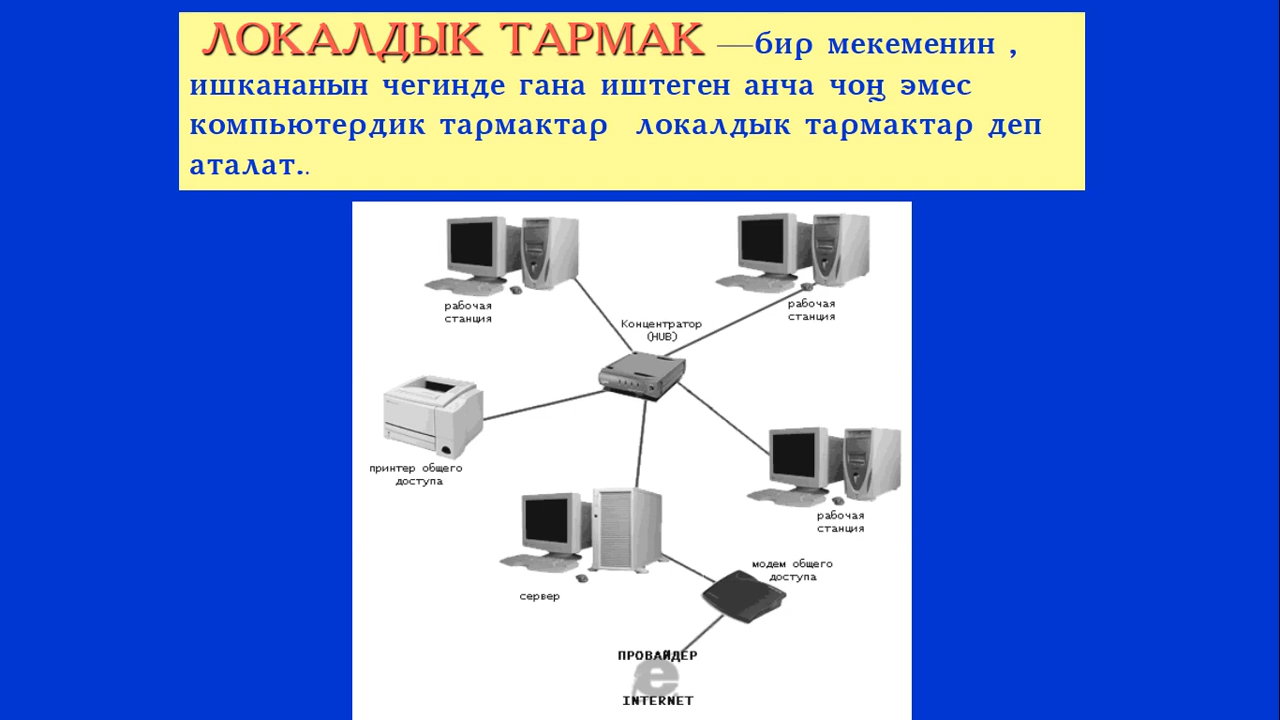 ЛОКАЛДЫК ТАРМАК —бир мекеменин ,
ишкананын чегинде гана иштеген анча чоң эмес
компьютердик тармактар локалдык тармактар деп
аталат..
рабочая
станция
рабочая
станция
Концентратор
(HUB)
принтер общего
доступа
рабочая
станция
модем общего
доступа
сервер
ПРОВАЙДЕР
INTERNET